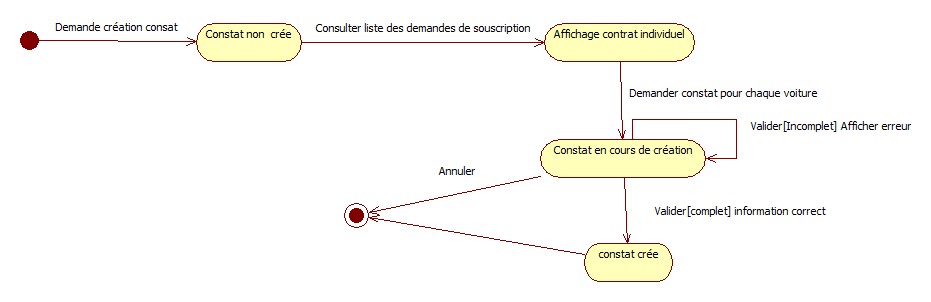 Demande création consat
Constat non crée
Consulter liste des demandes de souscription
Affichage contrat individuel
Demander constat pour chaque voiture
Valider[Incomplet] Afficher erreur
Constat en cours de création
Annuler
Valider[complet] information correct
constat crée